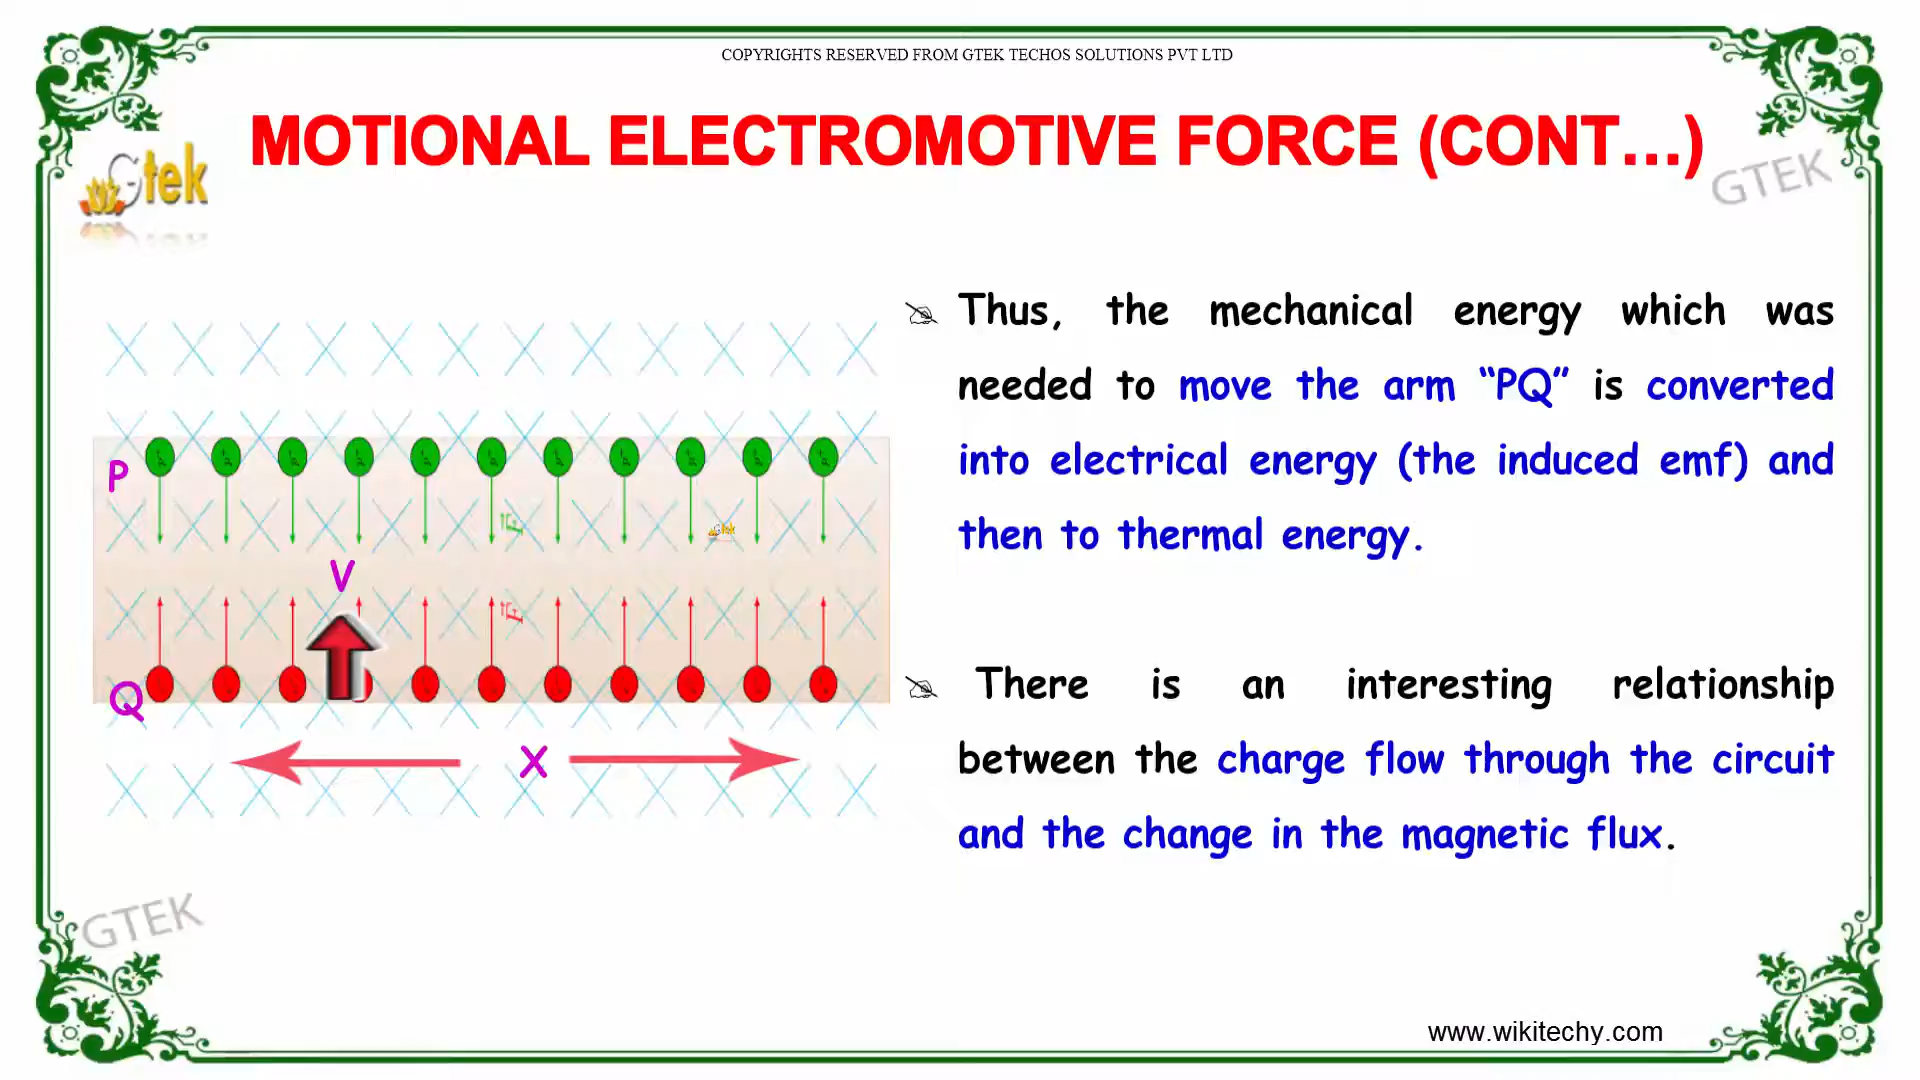 COPYRIGHTS RESERVED FROM GTEK TECHOS SOLUTIONS PVT LTD
MOTIONAL ELECTROMOTIVE FORCE (CONT...)
Gtek
GTEK
Thus, the mechanical energy which was
needed to move the arm “PQ” is converted
into electrical energy (the induced emf) and
then to thermal energy.
There is an interesting relationship
between the charge flow through the circuit
and the change in the magnetic flux.
P
Gtek
V
Q
X
GTEK
www.wikitechy.com